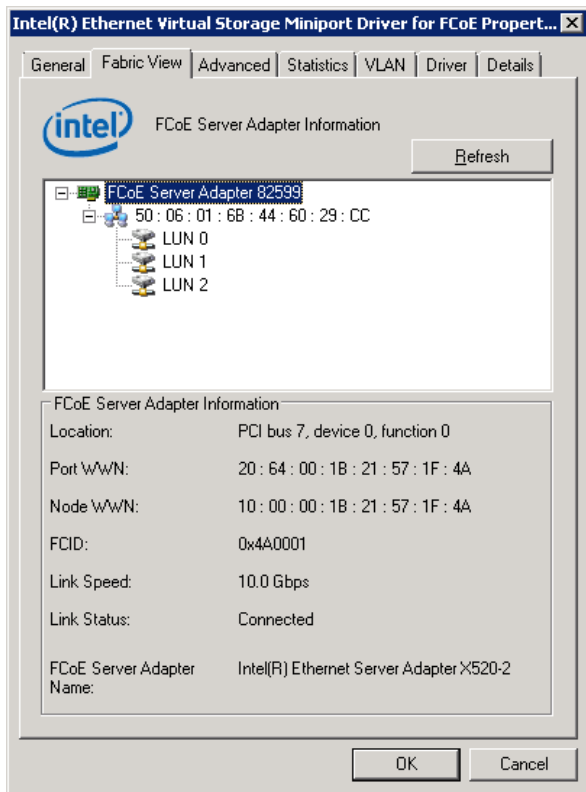 Intel(R) Ethernet Virtual Storage Miniport Driver for FCoE Propert...
General Fabric View Advanced Statistics VLAN Driver Details
intel FCoE Server Adapter Information
Refresh
FCoE Server Adapter 82599
50 : 06 : 01 : 6B : 44 : 60 : 29 : CC
LUN 0
LUN 1
LUN 2
FCoE Server Adapter Information
Location: PCI bus 7, device 0, function 0
Port WWN: 20 : 64 : 00 : 1B : 21 : 57 : 1F : 4A
Node WWN: 10 : 00 : 00 : 1B : 21 : 57 : 1F : 4A
FCID: 0x4A0001
Link Speed: 10.0 Gbps
Link Status: Connected
FCoE Server Adapter Intel(R) Ethernet Server Adapter X520-2
Name:
OK Cancel